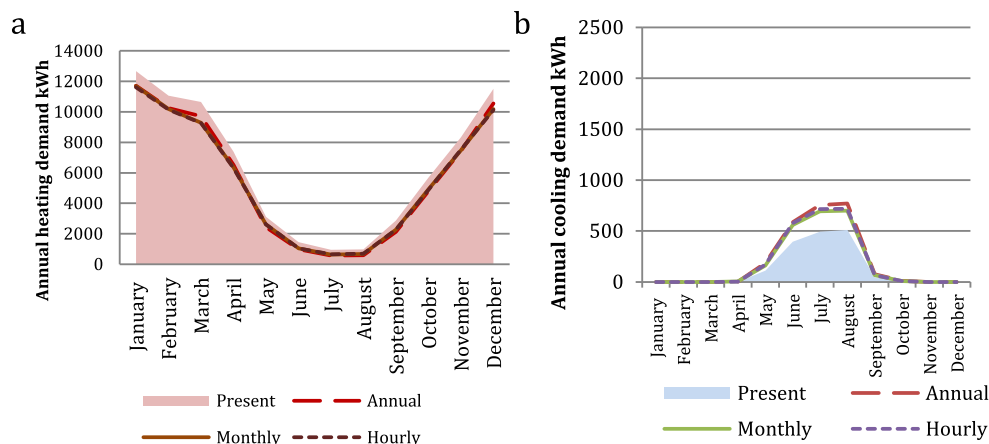 a
Annual heating demand kWh
14000
12000
10000
8000
6000
4000
2000
0
January
February
March
April
May
June
July
August
September
October
November
December
Present
Annual
Monthly
Hourly
b
Annual cooling demand kWh
2500
2000
1500
1000
500
0
January
February
March
April
May
June
July
August
September
October
November
December
Present
Annual
Monthly
Hourly